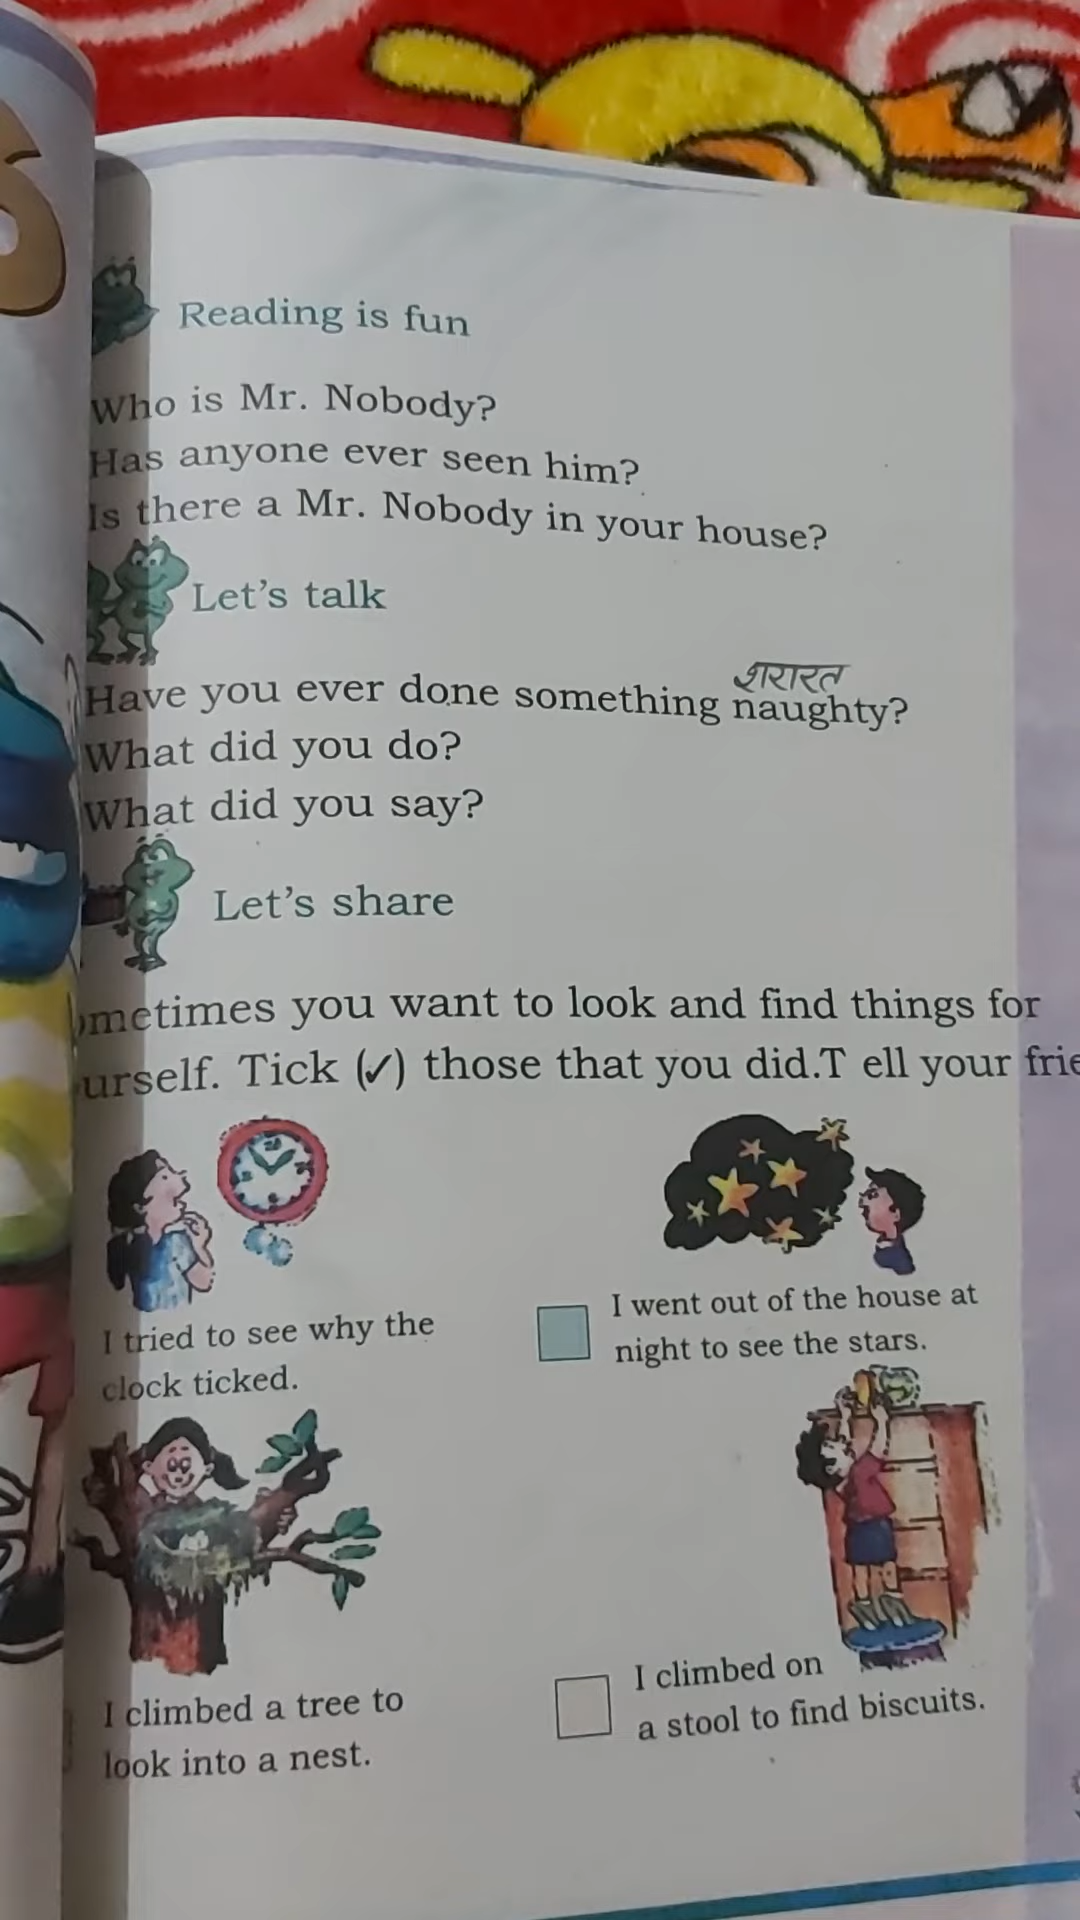 Reading is fun
Who is Mr. Nobody?
Has anyone ever seen him?
Is there a Mr. Nobody in your house?
Let's talk
शरारत
Have you ever done something naughty?
What did you do?
What did you say?
Let's share
ometimes you want to look and find things for
urself. Tick (✓) those that you did.T ell your frie
I tried to see why the
clock ticked.
I went out of the house at
night to see the stars.
I climbed a tree to
look into a nest.
I climbed on
a stool to find biscuits.